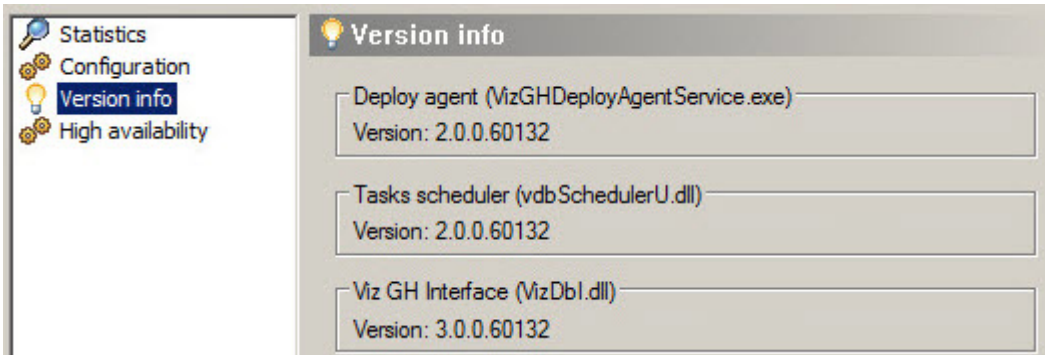 Statistics
Configuration
Version info
High availability
Version info
Deploy agent (VizGHDeployAgentService.exe)
Version: 2.0.0.60132
Tasks scheduler (vdbSchedulerU.dll)
Version: 2.0.0.60132
Viz GH Interface (VizDbI.dll)
Version: 3.0.0.60132